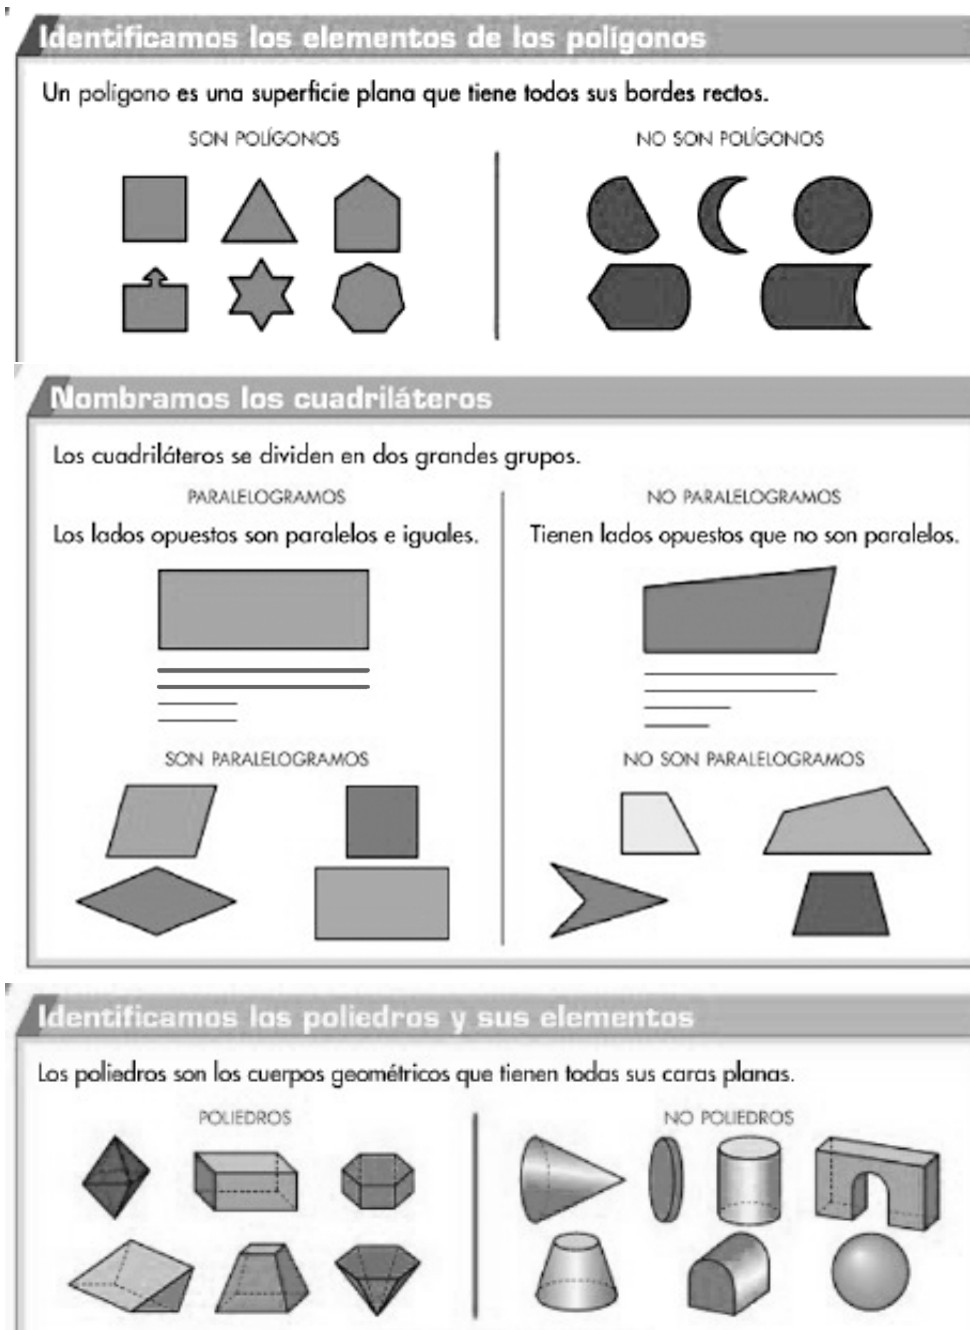 Identificamos los elementos de los polígonos
Un polígono es una superficie plana que tiene todos sus bordes rectos.
SON POLÍGONOS
NO SON POLÍGONOS
Nombramos los cuadriláteros
Los cuadriláteros se dividen en dos grandes grupos.
PARALELOGRAMOS
Los lados opuestos son paralelos e iguales.
NO PARALELOGRAMOS
Tienen lados opuestos que no son paralelos.
SON PARALELOGRAMOS
NO SON PARALELOGRAMOS
Identificamos los poliedros y sus elementos
Los poliedros son los cuerpos geométricos que tienen todas sus caras planas.
POLIEDROS
NO POLIEDROS